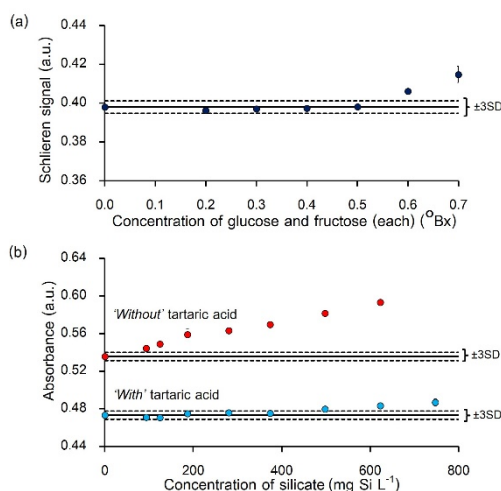 (a)
Schlieren signal (a.u.)
0.44
0.42
0.40
0.38
0.36
±3SD
0.0 0.1 0.2 0.3 0.4 0.5 0.6 0.7
Concentration of glucose and fructose (each) (°Bx)
(b)
Absorbance (a.u.)
0.64
0.60
0.56
0.52
0.48
0.44
'Without' tartaric acid
±3SD
'With' tartaric acid
±3SD
0 200 400 600 800
Concentration of silicate (mg Si L⁻¹)